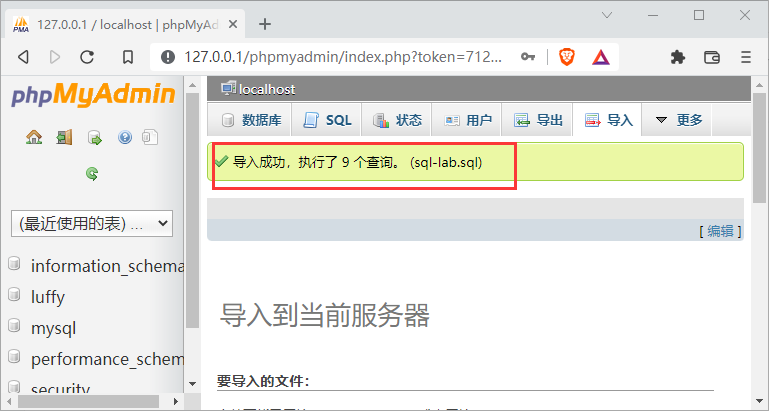 127.0.0.1 / localhost | phpMyA
127.0.0.1/phpmyadmin/index.php?token=712...
phpMyAdmin
(最近使用的表) ...
information_schema
luffy
mysql
performance_schem
security
localhost
数据库 SQL 状态 用户 导出 导入 更多
导入成功，执行了 9 个查询。 (sql-lab.sql)
[ 编辑 ]
导入到当前服务器
要导入的文件：